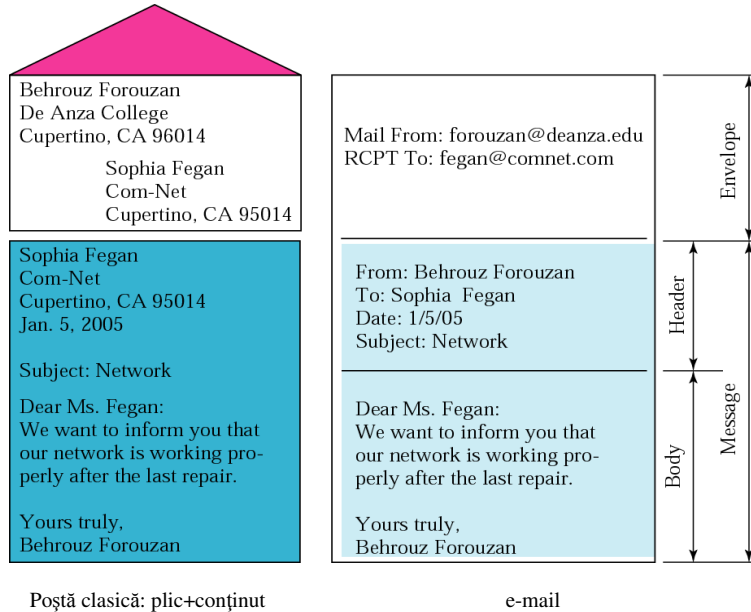 Behrouz Forouzan
De Anza College
Cupertino, CA 96014
Sophia Fegan
Com-Net
Cupertino, CA 95014
Sophia Fegan
Com-Net
Cupertino, CA 95014
Jan. 5, 2005
Subject: Network
Dear Ms. Fegan:
We want to inform you that
our network is working pro-
perly after the last repair.
Yours truly,
Behrouz Forouzan
Poştă clasică: plic+conţinut
Mail From: forouzan@deanza.edu
RCPT To: fegan@comnet.com
From: Behrouz Forouzan
To: Sophia Fegan
Date: 1/5/05
Subject: Network
Dear Ms. Fegan:
We want to inform you that
our network is working pro-
perly after the last repair.
Yours truly,
Behrouz Forouzan
e-mail
Envelope
Header
Body
Message